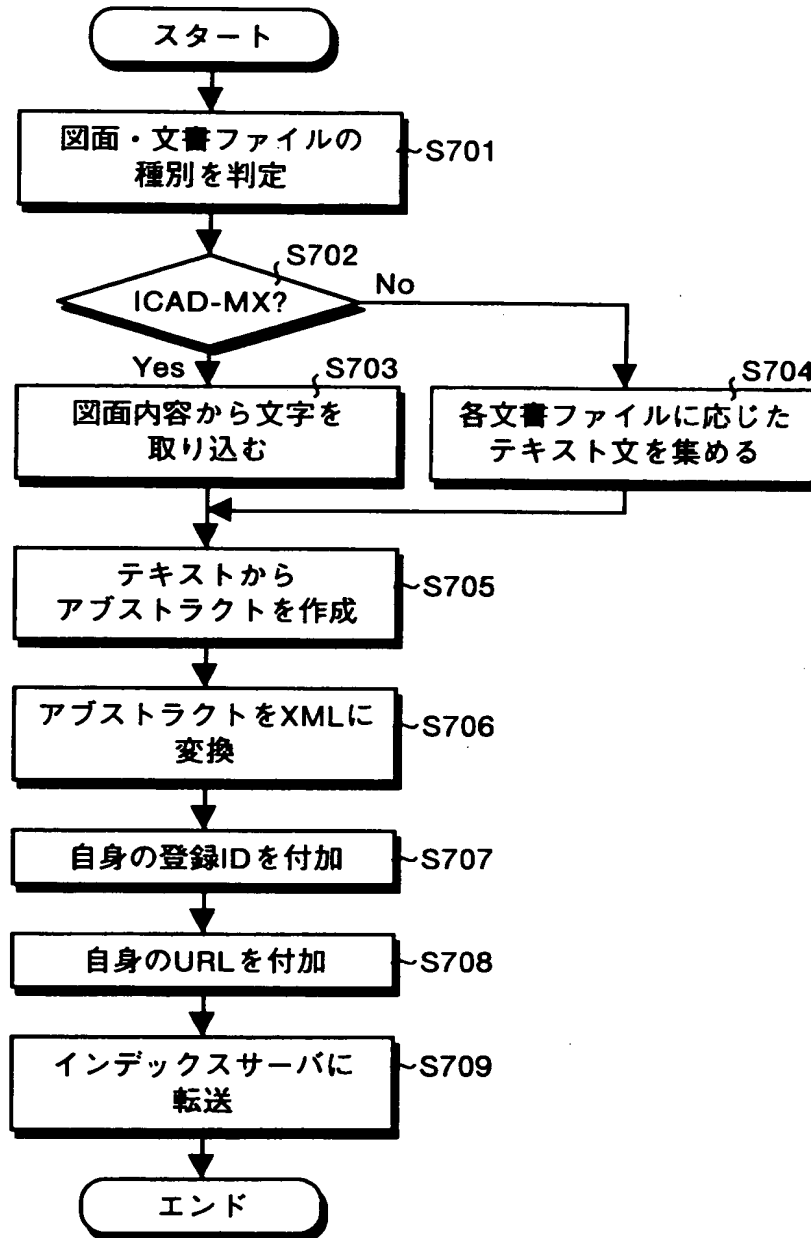 スタート
図面・文書ファイルの
種別を判定
S701
S702
ICAD-MX?
No
Yes
S703
図面内容から文字を
取り込む
S704
各文書ファイルに応じた
テキスト文を集める
テキストから
アブストラクトを作成
S705
アブストラクトをXMLに
変換
S706
自身の登録IDを付加
S707
自身のURLを付加
S708
インデックスサーバに
転送
S709
エンド